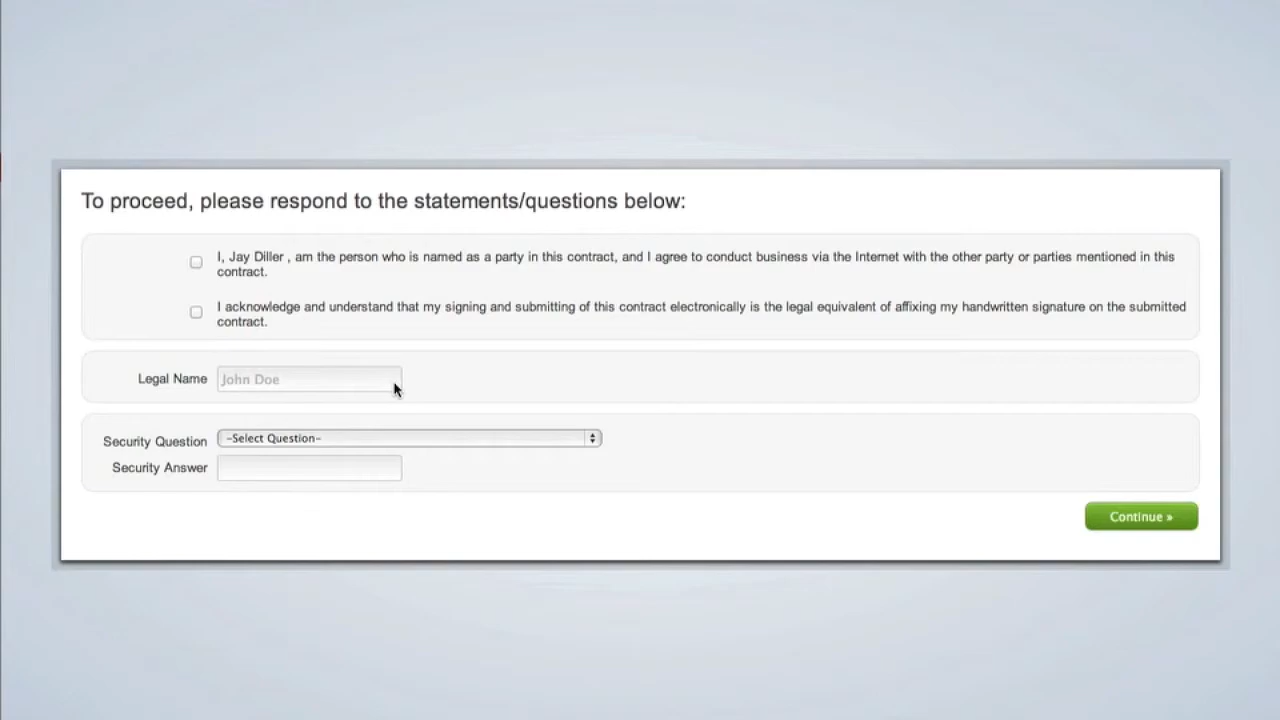 To proceed, please respond to the statements/questions below:
I, Jay Diller , am the person who is named as a party in this contract, and I agree to conduct business via the Internet with the other party or parties mentioned in this
contract.
I acknowledge and understand that my signing and submitting of this contract electronically is the legal equivalent of affixing my handwritten signature on the submitted
contract.
Legal Name John Doe
Security Question -Select Question-
Security Answer
Continue »